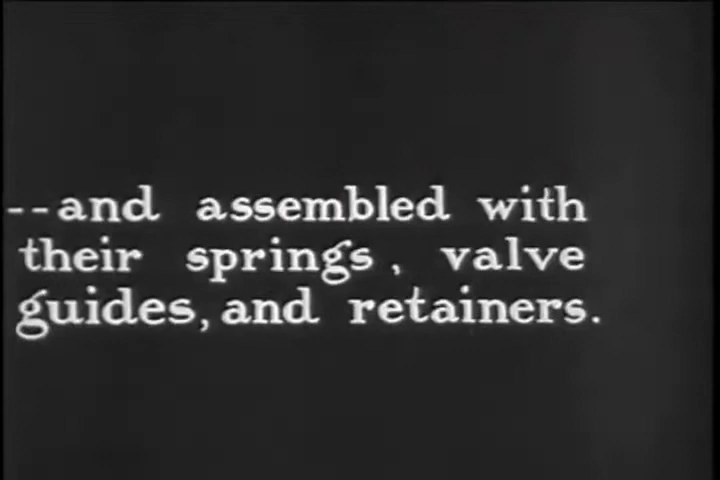 --and assembled with
their springs, valve
guides, and retainers.